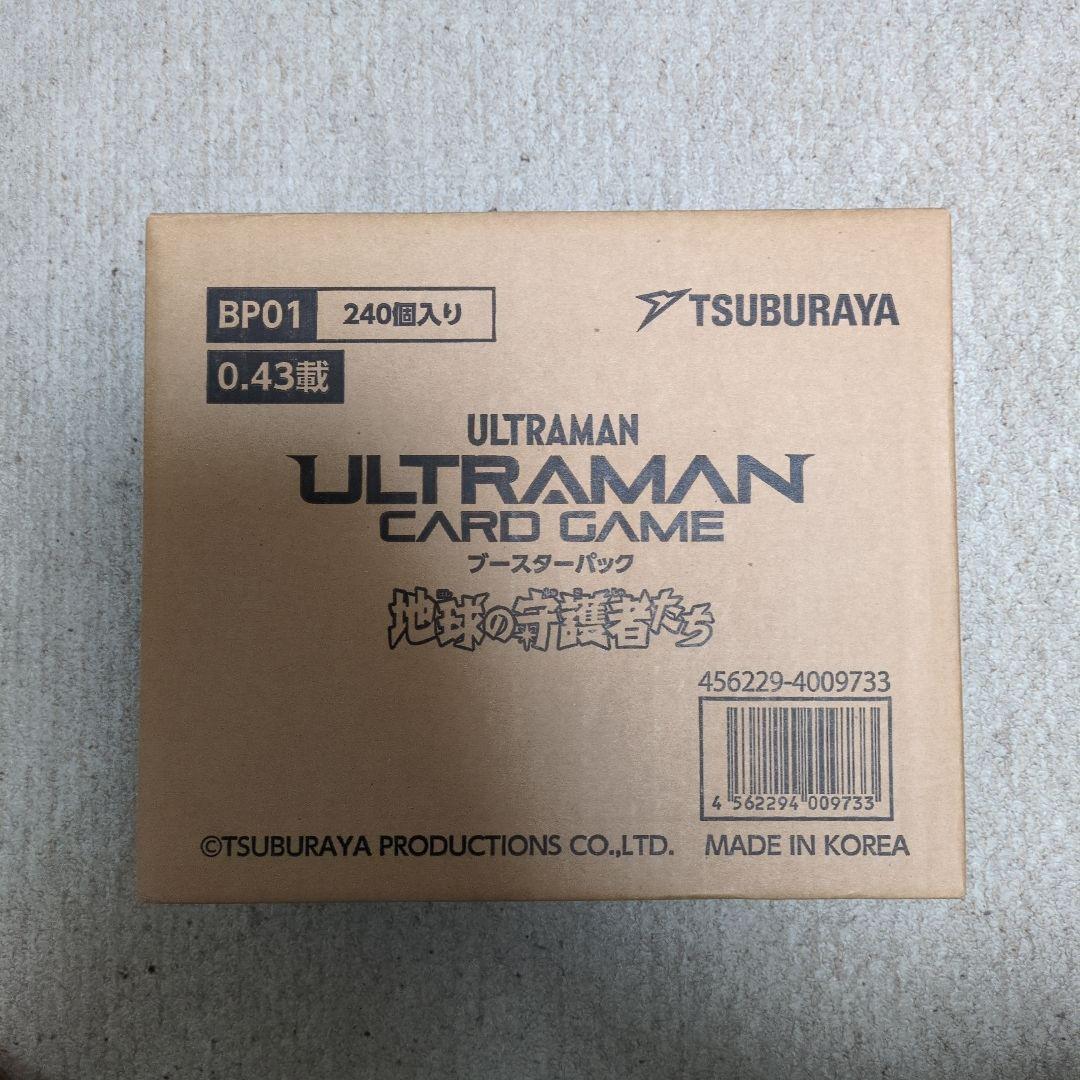 BP01 240個入り
TSUBURAYA
0.43載
ULTRAMAN
ULTRAMAN
CARD GAME
ブースターパック
地球の守護者たち
456229-4009733
4 562294 009733
©TSUBURAYA PRODUCTIONS CO.,LTD. MADE IN KOREA